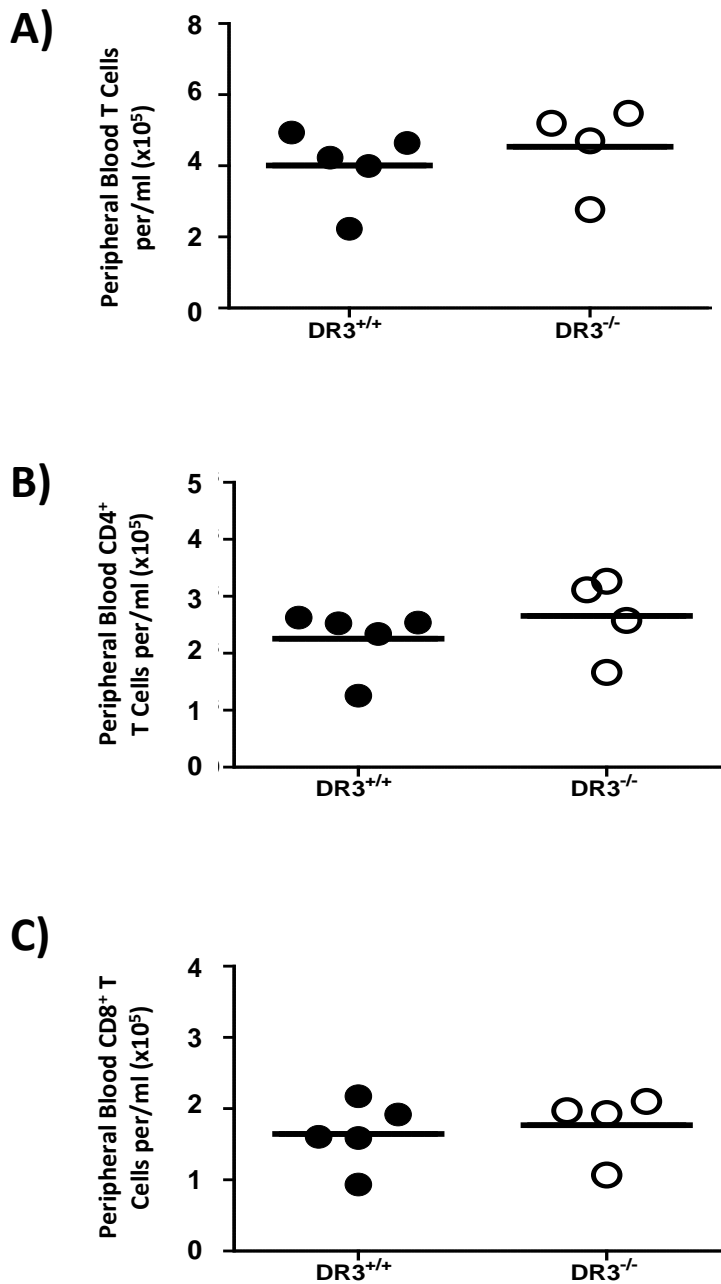 A)
Peripheral Blood T Cells
per/ml (x10⁵)
8
6
4
2
0
DR3⁺/⁺
DR3⁻/⁻
B)
Peripheral Blood CD4⁺
T Cells per/ml (x10⁵)
5
4
3
2
1
0
DR3⁺/⁺
DR3⁻/⁻
C)
Peripheral Blood CD8⁺ T
Cells per/ml (x10⁵)
4
3
2
1
0
DR3⁺/⁺
DR3⁻/⁻